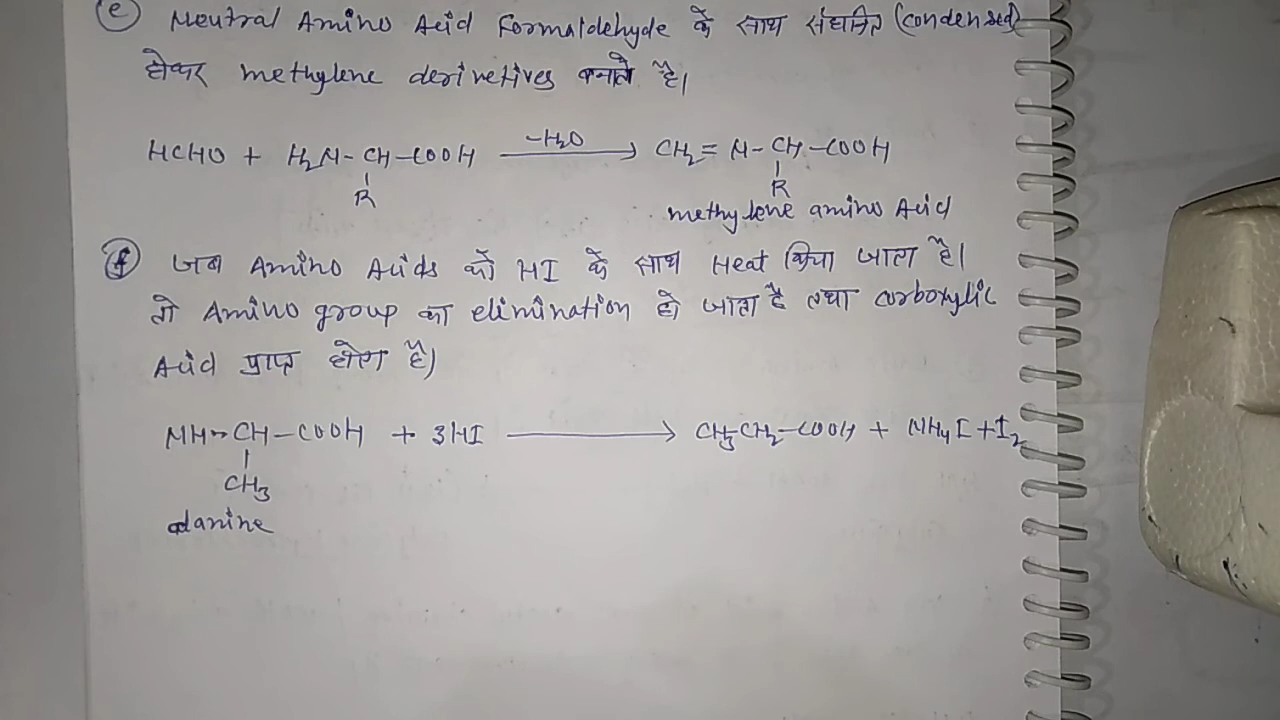 (e) Neutral Amino Acid Formaldehyde के साथ संघनित (condensed)
होकर methylene derivetives बनाते है।
HCHO + H₂N-CH-COOH —-H₂O→ CH₂=N-CH-COOH
R R
methylene amino Acid
(f) जब Amino Acids को HI के साथ Heat किया जाता है।
तो Amino group का elimination हो जाता है तथा carboxylic
Acid प्राप्त होता है।
NH₂-CH-COOH + 3HI ⟶ CH₃CH₂-COOH + NH₄I + I₂
CH₃
alanine